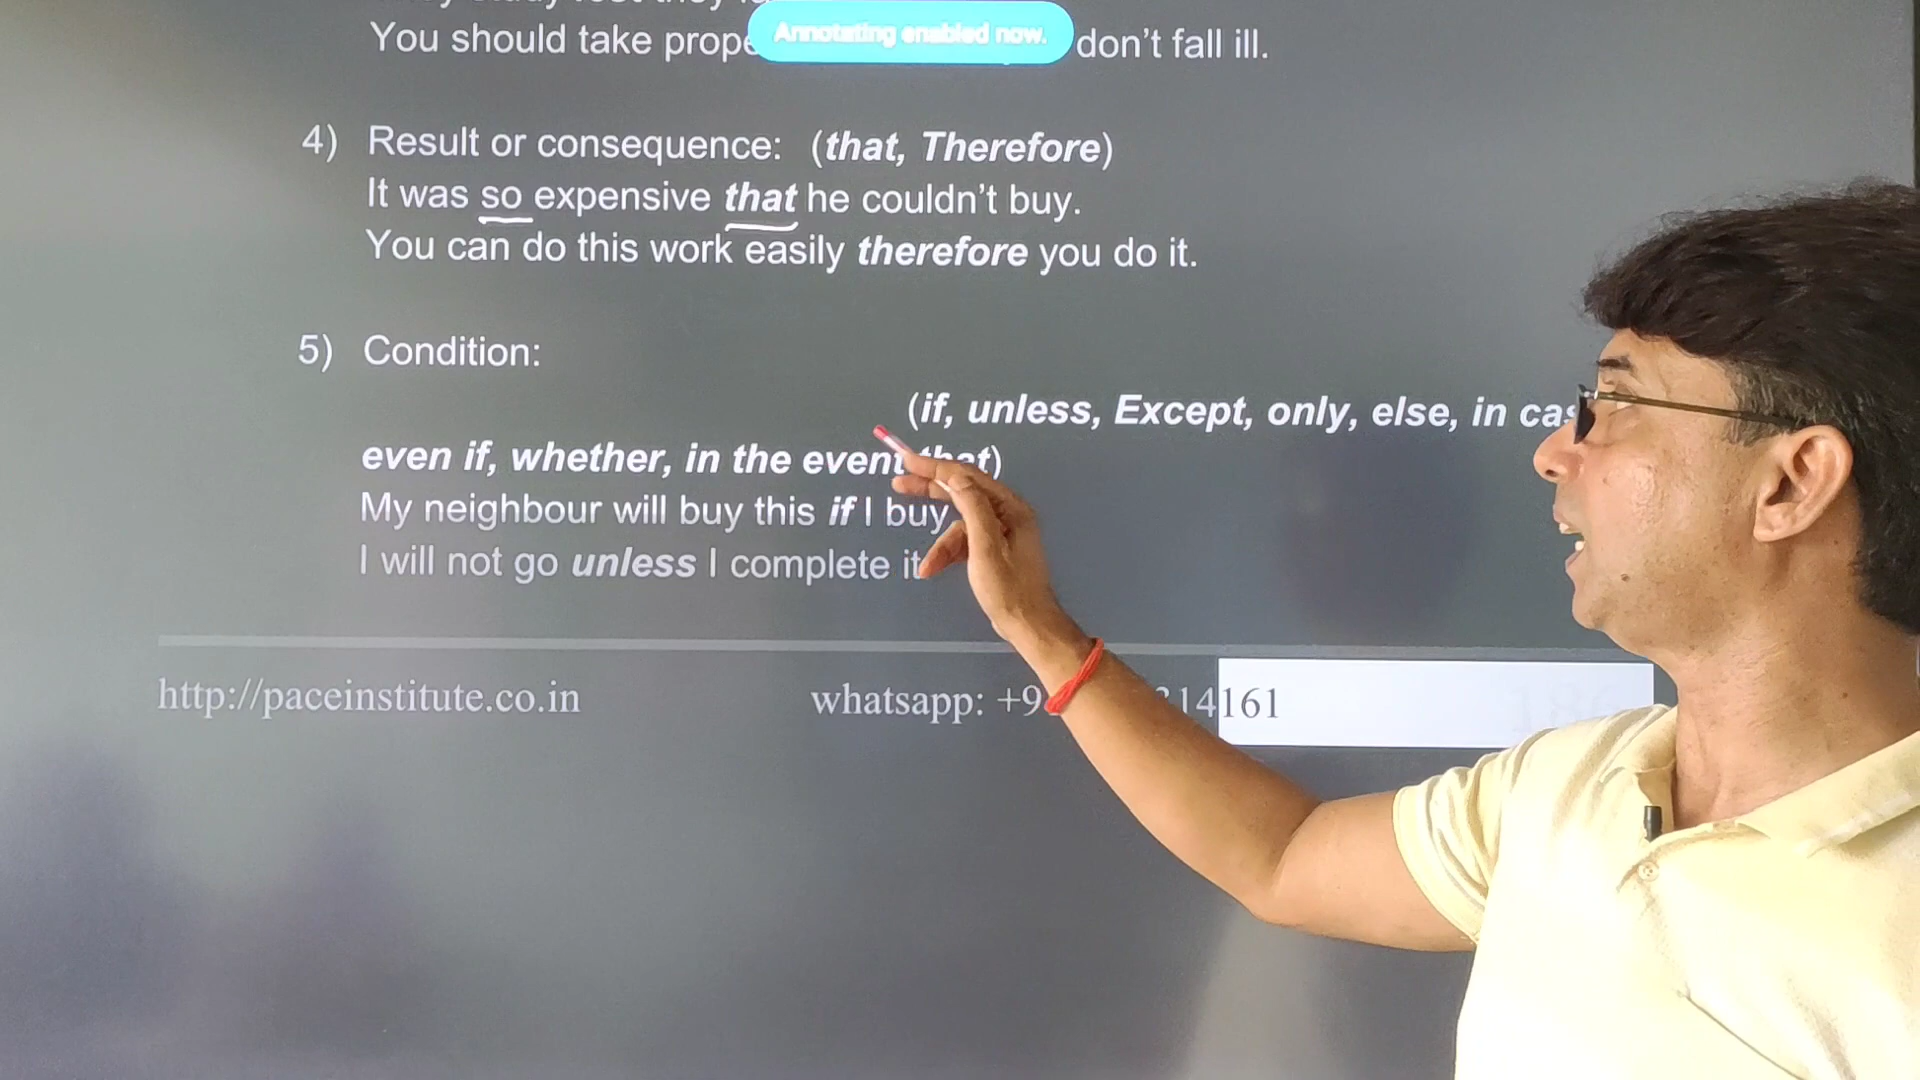 You should take don't fall ill.
Annotating enabled now.
4) Result or consequence: (that, Therefore)
It was so expensive that he couldn't buy.
You can do this work easily therefore you do it.
5) Condition:
(if, unless, Except, only, else, in
even if, whether, in the event that)
My neighbour will buy this if I buy
I will not go unless I complete it
http://paceinstitute.co.in whatsapp: +9 14161